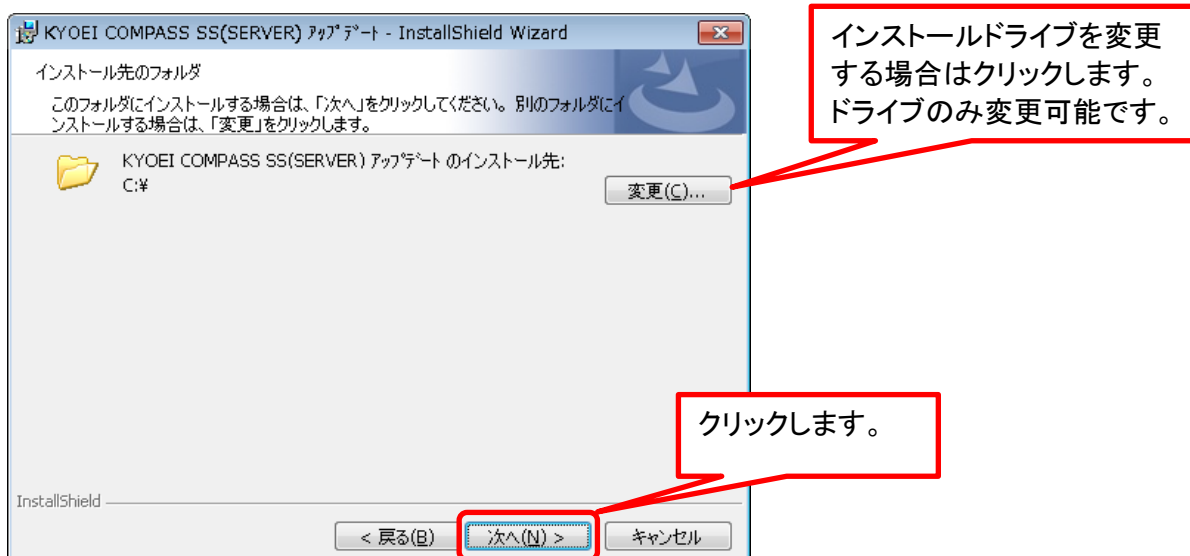 KYOEI COMPASS SS(SERVER) ｱｯﾌﾟﾃﾞｰﾄ - InstallShield Wizard
インストール先のフォルダ
このフォルダにインストールする場合は、「次へ」をクリックしてください。別のフォルダにイ
ンストールする場合は、「変更」をクリックします。
KYOEI COMPASS SS(SERVER) ｱｯﾌﾟﾃﾞｰﾄ のインストール先:
C:¥
変更(C)...
インストールドライブを変更
する場合はクリックします。
ドライブのみ変更可能です。
クリックします。
InstallShield
< 戻る(B)
次へ(N) >
キャンセル